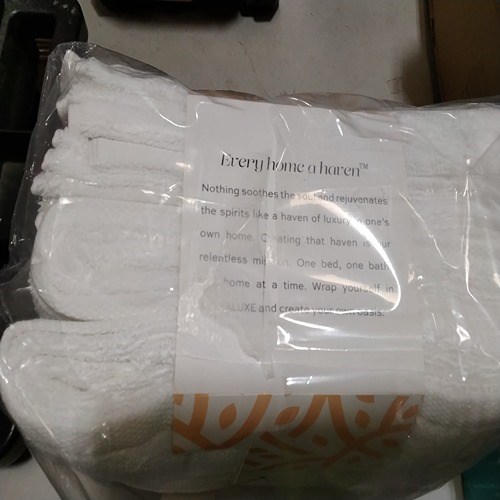 Every home a haven™
Nothing soothes the soul and rejuvenates
the spirits like a haven of luxury in one's
own home. Creating that haven is our
relentless mission. One bed, one bath
home at a time. Wrap yourself in
and create your own oasis.